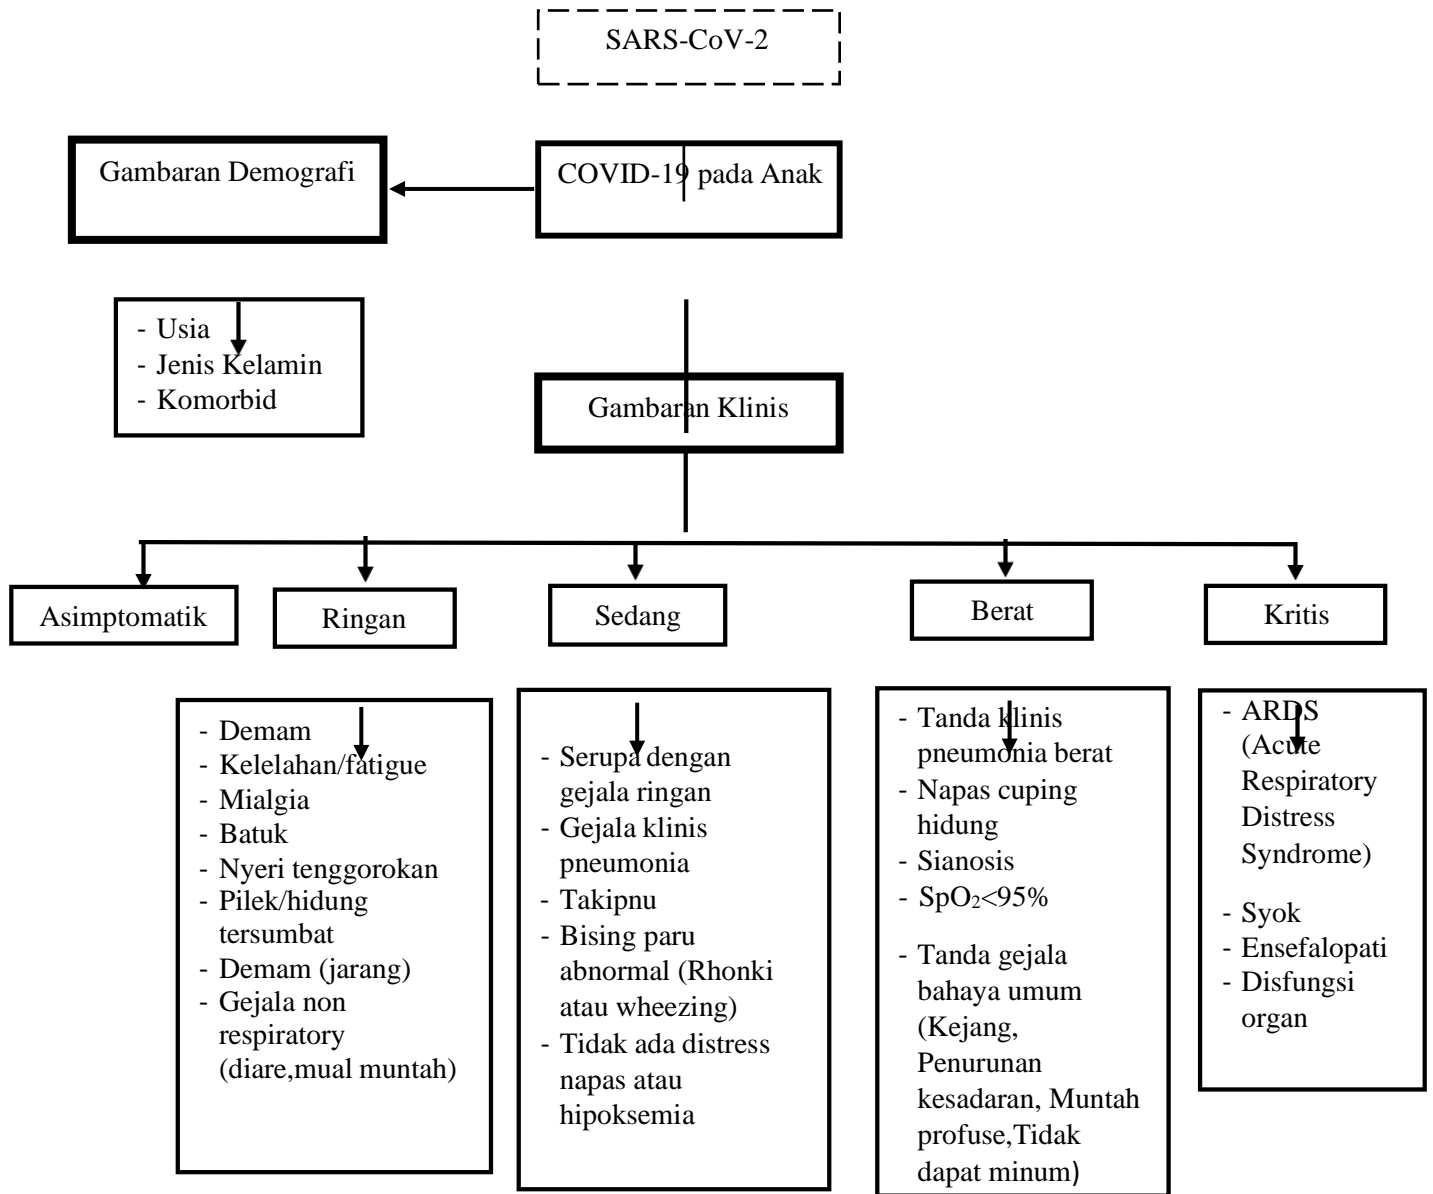 SARS-CoV-2
Gambaran Demografi
COVID-19 pada Anak
- Usia
- Jenis Kelamin
- Komorbid
Gambaran Klinis
Asimptomatik
Ringan
Sedang
Berat
Kritis
- Demam
- Kelelahan/fatigue
- Mialgia
- Batuk
- Nyeri tenggorokan
- Pilek/hidung
tersumbat
- Demam (jarang)
- Gejala non
respiratory
(diare,mual muntah)
- Serupa dengan
gejala ringan
- Gejala klinis
pneumonia
- Takipnu
- Bising paru
abnormal (Rhonki
atau wheezing)
- Tidak ada distress
napas atau
hipoksemia
- Tanda klinis
pneumonia berat
- Napas cuping
hidung
- Sianosis
- SpO₂<95%
- Tanda gejala
bahaya umum
(Kejang,
Penurunan
kesadaran, Muntah
profuse,Tidak
dapat minum)
- ARDS
(Acute
Respiratory
Distress
Syndrome)
- Syok
- Ensefalopati
- Disfungsi
organ